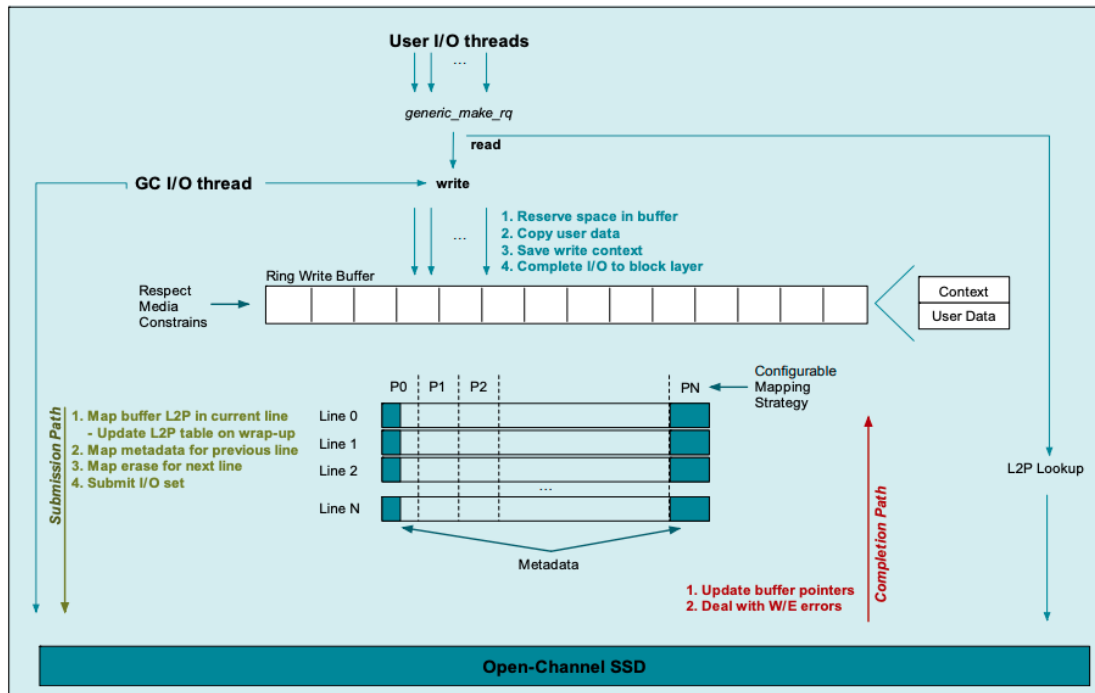 User I/O threads
...
generic_make_rq
read
GC I/O thread
write
...
1. Reserve space in buffer
2. Copy user data
3. Save write context
4. Complete I/O to block layer
Ring Write Buffer
Respect
Media
Constrains
Context
User Data
P0
P1
P2
PN
Configurable
Mapping
Strategy
Line 0
Line 1
Line 2
...
Line N
Metadata
Submission Path
1. Map buffer L2P in current line
- Update L2P table on wrap-up
2. Map metadata for previous line
3. Map erase for next line
4. Submit I/O set
Completion Path
1. Update buffer pointers
2. Deal with W/E errors
L2P Lookup
Open-Channel SSD